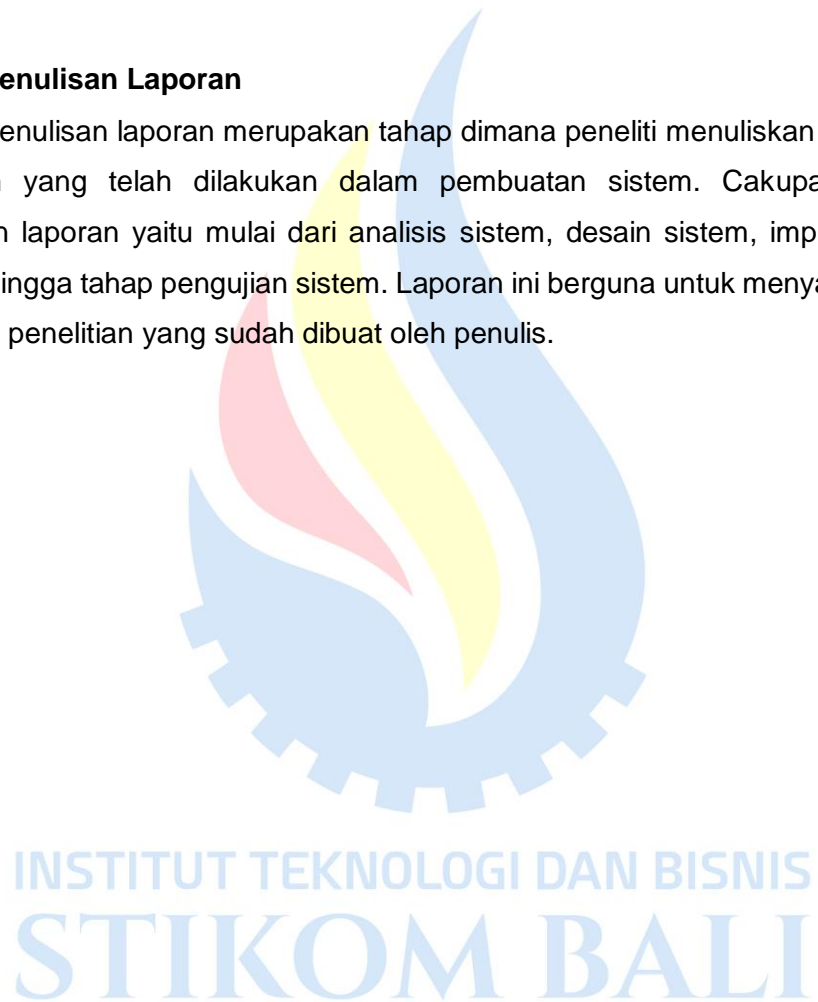 enulisan Laporan
enulisan laporan merupakan tahap dimana peneliti menuliskan
yang telah dilakukan dalam pembuatan sistem. Cakupa
laporan yaitu mulai dari analisis sistem, desain sistem, imp
ingga tahap pengujian sistem. Laporan ini berguna untuk menya
penelitian yang sudah dibuat oleh penulis.
INSTITUT TEKNOLOGI DAN BISNIS
STIKOM BALI